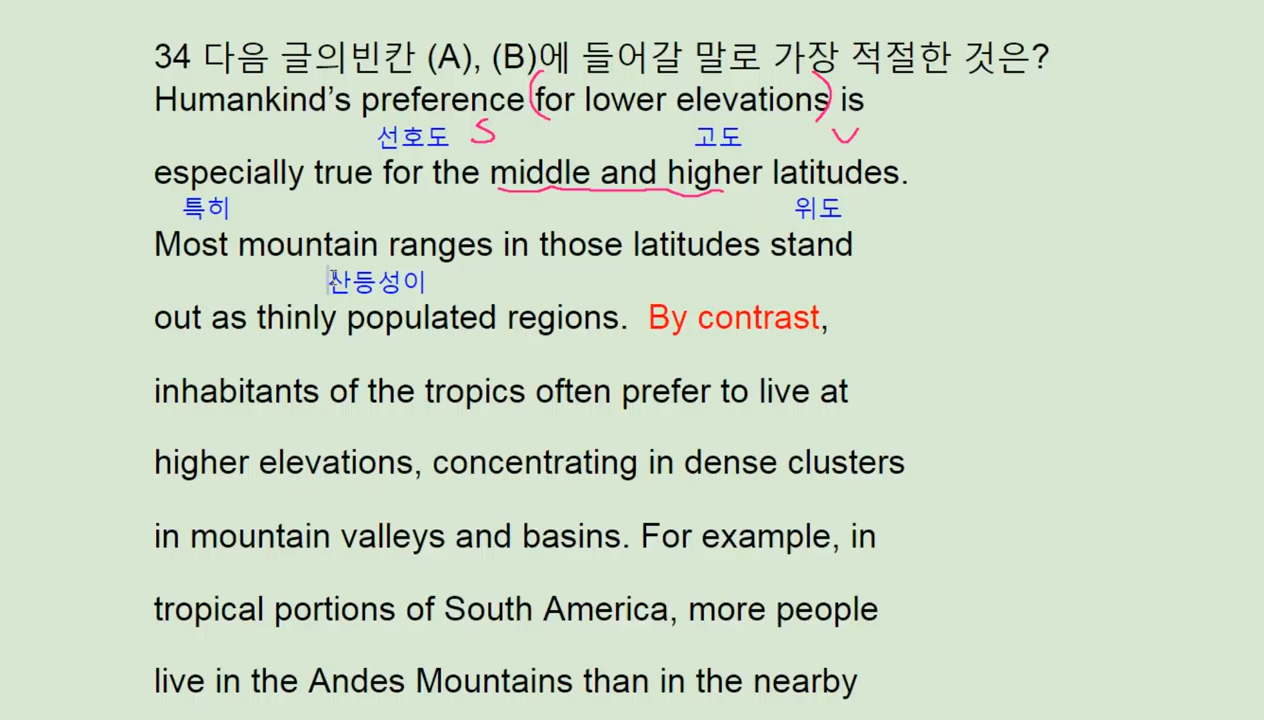 34 다음 글의빈칸 (A), (B)에 들어갈 말로 가장 적절한 것은?
Humankind's preference (for lower elevations) is
선호도 S 고도 V
especially true for the middle and higher latitudes.
특히 위도
Most mountain ranges in those latitudes stand
산등성이
out as thinly populated regions. By contrast,
inhabitants of the tropics often prefer to live at
higher elevations, concentrating in dense clusters
in mountain valleys and basins. For example, in
tropical portions of South America, more people
live in the Andes Mountains than in the nearby